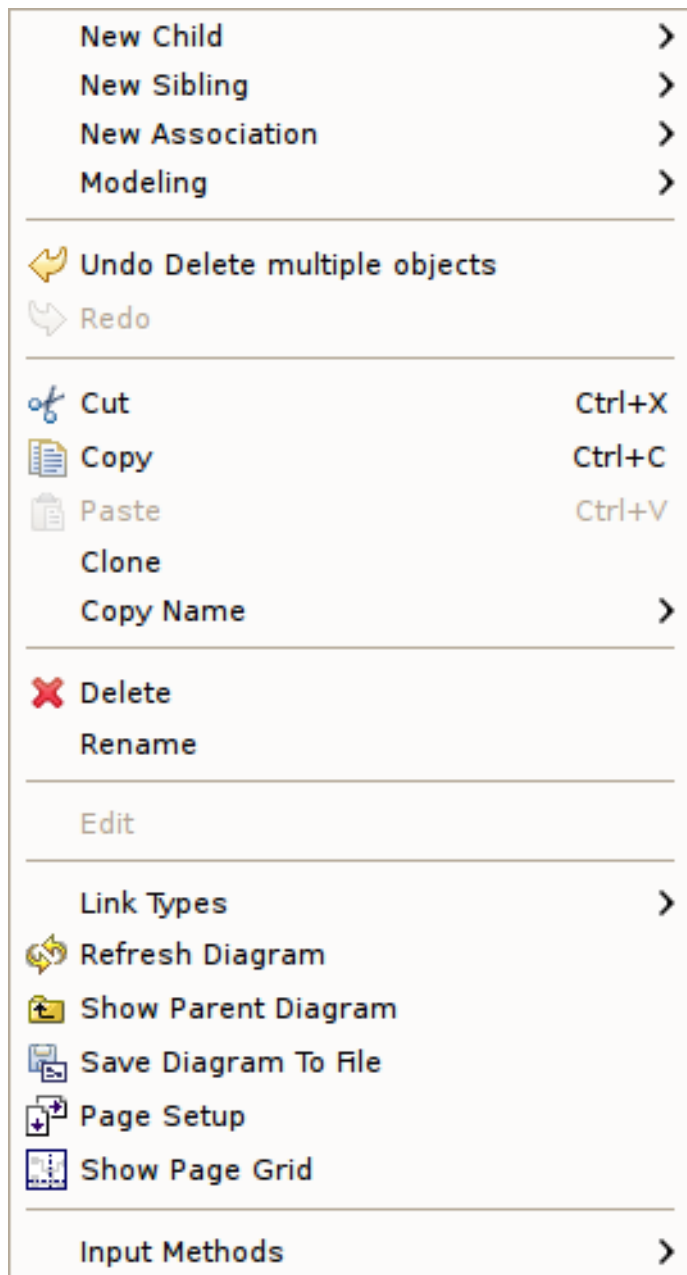 New Child
New Sibling
New Association
Modeling
Undo Delete multiple objects
Redo
Cut Ctrl+X
Copy Ctrl+C
Paste Ctrl+V
Clone
Copy Name
Delete
Rename
Edit
Link Types
Refresh Diagram
Show Parent Diagram
Save Diagram To File
Page Setup
Show Page Grid
Input Methods